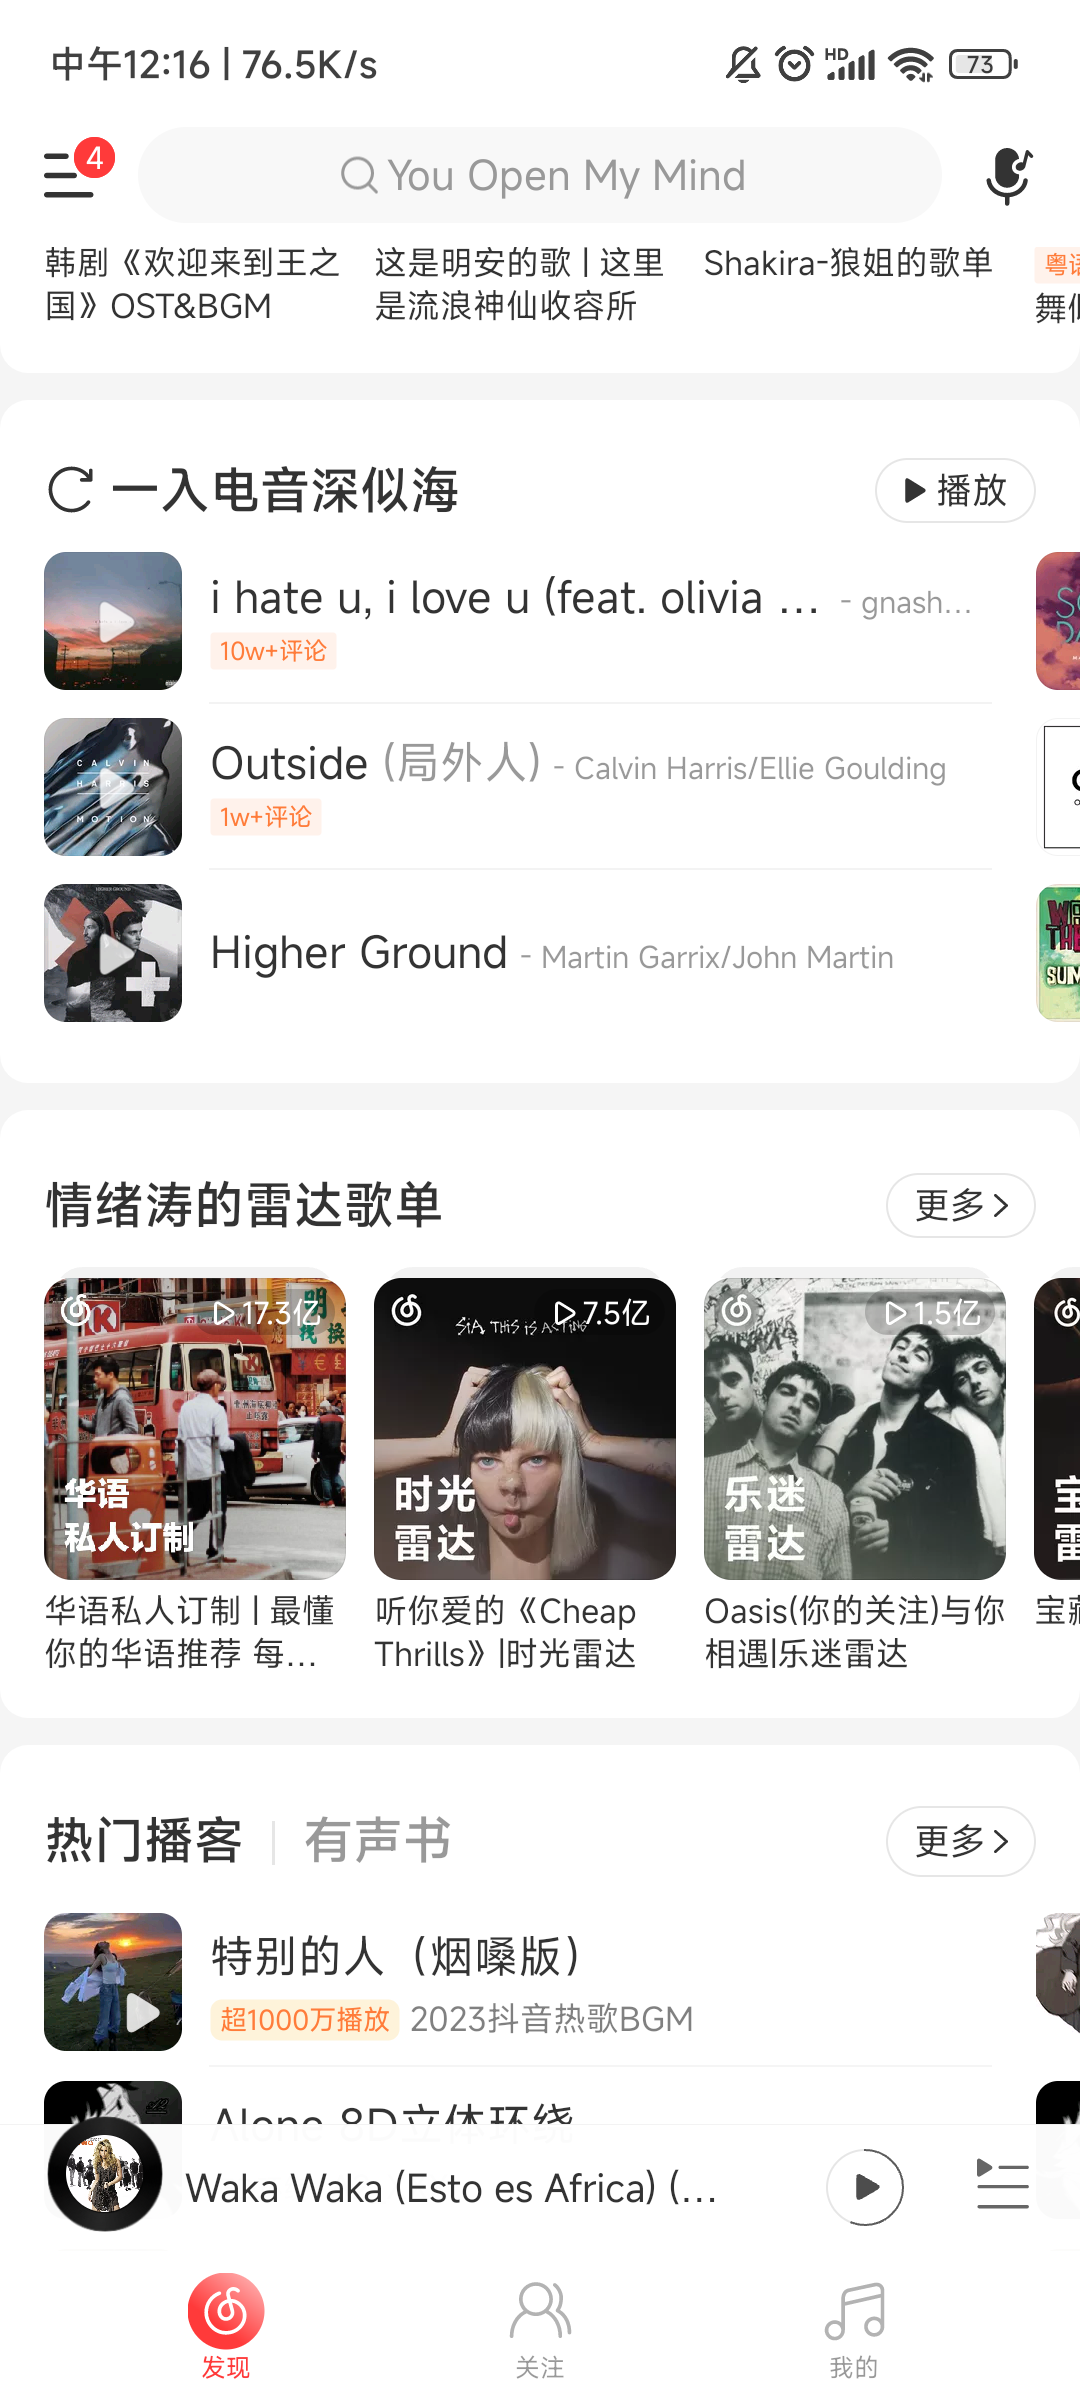 中午12:16 | 76.5K/s
HD
73
4
You Open My Mind
韩剧《欢迎来到王之
国》OST&BGM
这是明安的歌 | 这里
是流浪神仙收容所
Shakira-狼姐的歌单
粤语
一入电音深似海
播放
i hate u, i love u (feat. olivia ... - gnash...
10w+评论
CALVIN
HARRIS
MOTION
Outside (局外人) - Calvin Harris/Ellie Goulding
1w+评论
Higher Ground - Martin Garrix/John Martin
情绪涛的雷达歌单
更多
17.3亿
华语
私人订制
华语私人订制 | 最懂
你的华语推荐 每...
7.5亿
SIA THIS IS ACTING
时光
雷达
听你爱的《Cheap
Thrills》|时光雷达
1.5亿
乐迷
雷达
Oasis(你的关注)与你
相遇|乐迷雷达
热门播客
有声书
更多
特别的人（烟嗓版）
超1000万播放 2023抖音热歌BGM
Alone 8D立体环绕
Waka Waka (Esto es Africa) (...
发现
关注
我的